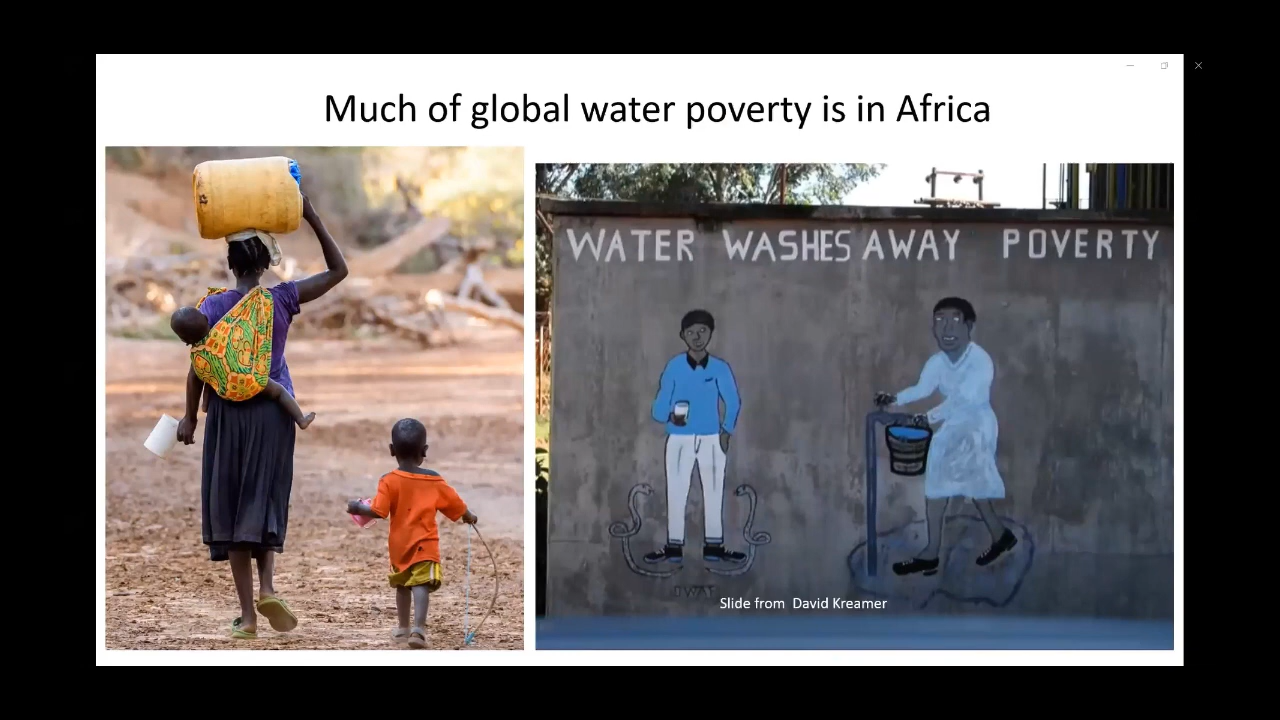 Much of global water poverty is in Africa
WATER WASHES AWAY POVERTY
Slide from David Kreamer